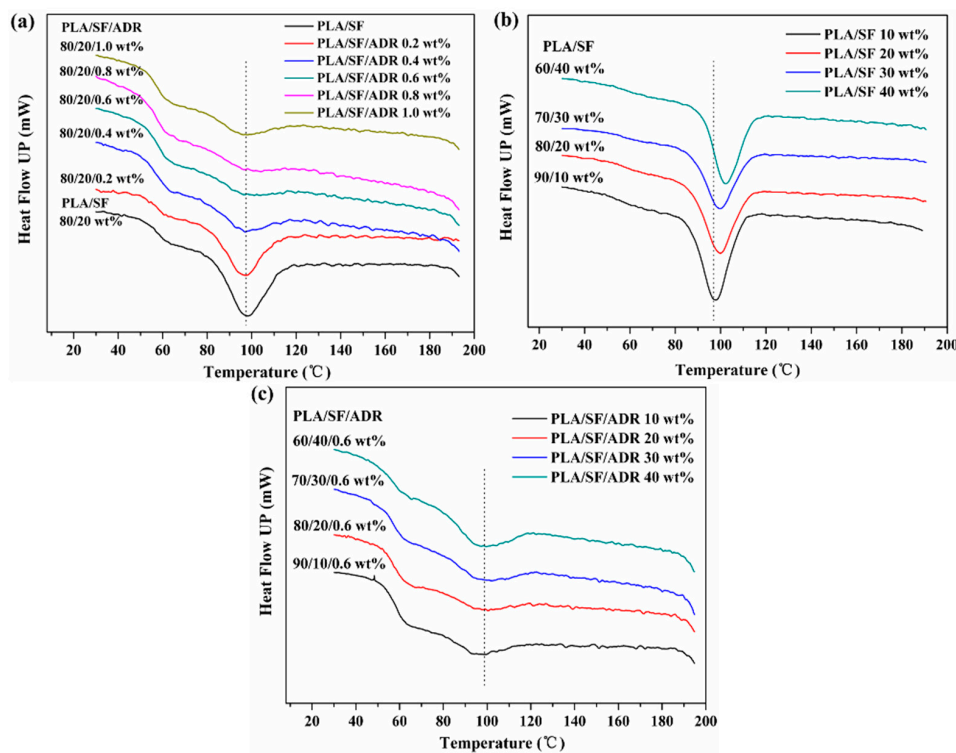 (a)
PLA/SF/ADR
80/20/1.0 wt%
80/20/0.8 wt%
80/20/0.6 wt%
80/20/0.4 wt%
80/20/0.2 wt%
PLA/SF
80/20 wt%
PLA/SF
PLA/SF/ADR 0.2 wt%
PLA/SF/ADR 0.4 wt%
PLA/SF/ADR 0.6 wt%
PLA/SF/ADR 0.8 wt%
PLA/SF/ADR 1.0 wt%
Heat Flow UP (mW)
20 40 60 80 100 120 140 160 180 200
Temperature (℃)
(b)
PLA/SF
60/40 wt%
70/30 wt%
80/20 wt%
90/10 wt%
PLA/SF 10 wt%
PLA/SF 20 wt%
PLA/SF 30 wt%
PLA/SF 40 wt%
Heat Flow UP (mW)
20 40 60 80 100 120 140 160 180 200
Temperature (℃)
(c)
PLA/SF/ADR
60/40/0.6 wt%
70/30/0.6 wt%
80/20/0.6 wt%
90/10/0.6 wt%
PLA/SF/ADR 10 wt%
PLA/SF/ADR 20 wt%
PLA/SF/ADR 30 wt%
PLA/SF/ADR 40 wt%
Heat Flow UP (mW)
20 40 60 80 100 120 140 160 180 200
Temperature (℃)